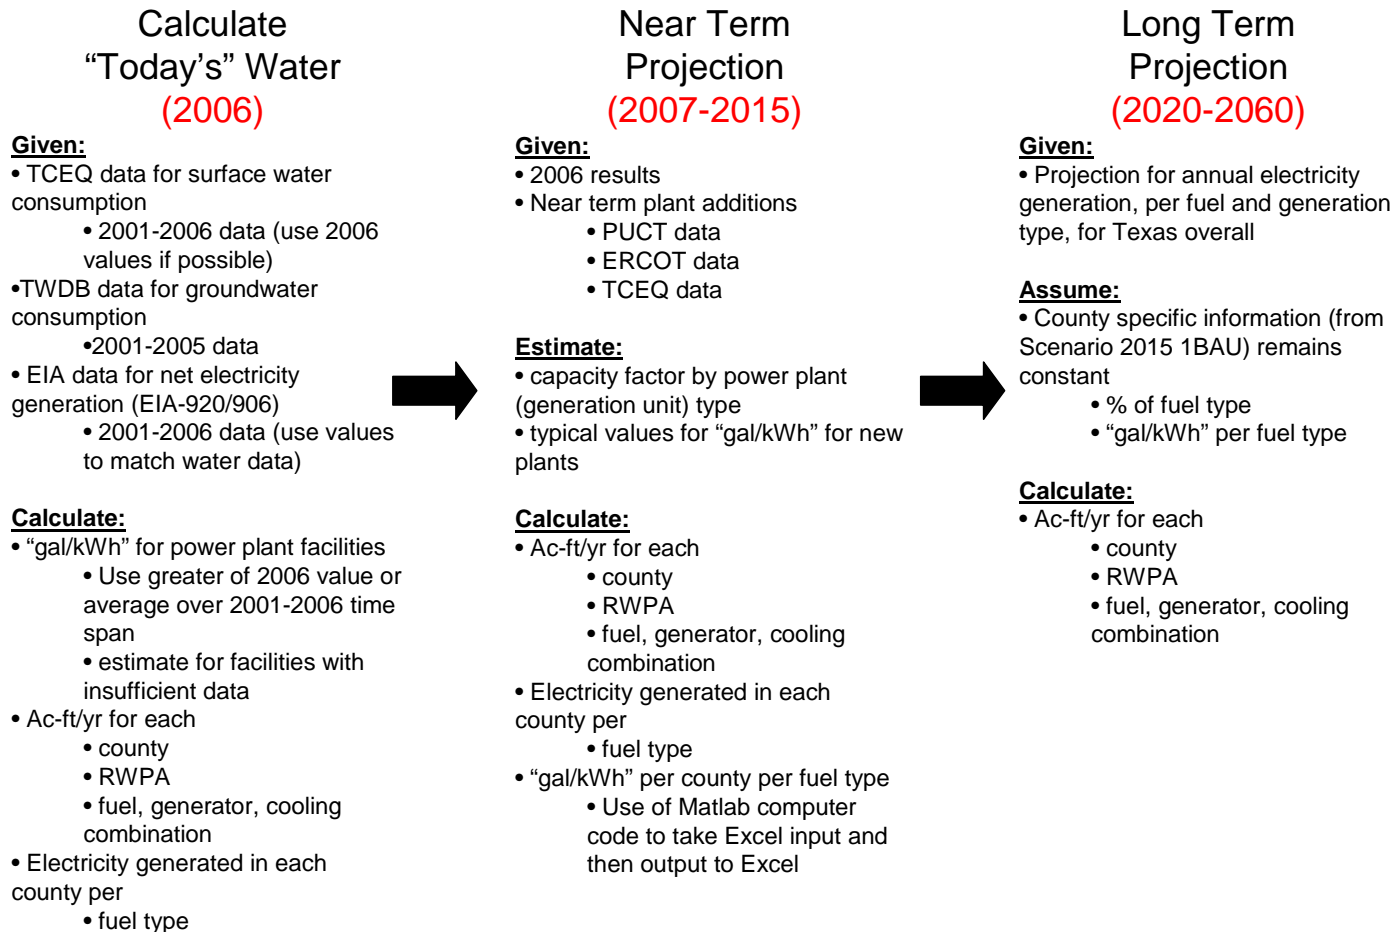 Calculate
“Today's” Water
(2006)
Given:
• TCEQ data for surface water
consumption
• 2001-2006 data (use 2006
values if possible)
•TWDB data for groundwater
consumption
•2001-2005 data
• EIA data for net electricity
generation (EIA-920/906)
• 2001-2006 data (use values
to match water data)
Calculate:
• “gal/kWh” for power plant facilities
• Use greater of 2006 value or
average over 2001-2006 time
span
• estimate for facilities with
insufficient data
• Ac-ft/yr for each
• county
• RWPA
• fuel, generator, cooling
combination
• Electricity generated in each
county per
• fuel type
Near Term
Projection
(2007-2015)
Given:
• 2006 results
• Near term plant additions
• PUCT data
• ERCOT data
• TCEQ data
Estimate:
• capacity factor by power plant
(generation unit) type
• typical values for “gal/kWh” for new
plants
Calculate:
• Ac-ft/yr for each
• county
• RWPA
• fuel, generator, cooling
combination
• Electricity generated in each
county per
• fuel type
• “gal/kWh” per county per fuel type
• Use of Matlab computer
code to take Excel input and
then output to Excel
Long Term
Projection
(2020-2060)
Given:
• Projection for annual electricity
generation, per fuel and generation
type, for Texas overall
Assume:
• County specific information (from
Scenario 2015 1BAU) remains
constant
• % of fuel type
• “gal/kWh” per fuel type
Calculate:
• Ac-ft/yr for each
• county
• RWPA
• fuel, generator, cooling
combination